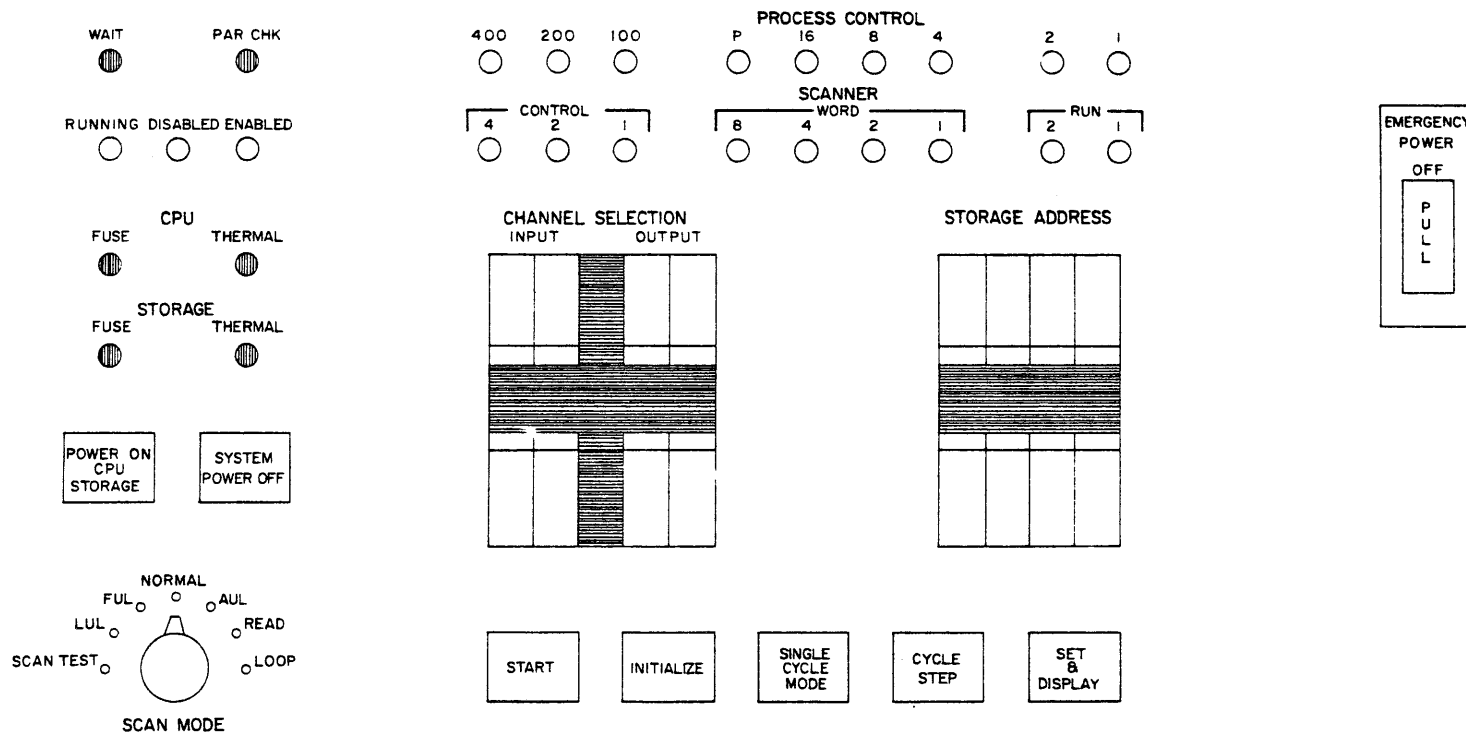 PROCESS CONTROL
WAIT PAR CHK 400 200 100 P 16 8 4 2 1
SCANNER
CONTROL WORD RUN
RUNNING DISABLED ENABLED 4 2 1 8 4 2 1 2 1
EMERGENCY
POWER
OFF
PULL
CPU
FUSE THERMAL
STORAGE
FUSE THERMAL
CHANNEL SELECTION
INPUT OUTPUT
STORAGE ADDRESS
POWER ON
CPU
STORAGE
SYSTEM
POWER OFF
NORMAL
FUL AUL
LUL READ
SCAN TEST LOOP
SCAN MODE
START
INITIALIZE
SINGLE
CYCLE
MODE
CYCLE
STEP
SET
&
DISPLAY